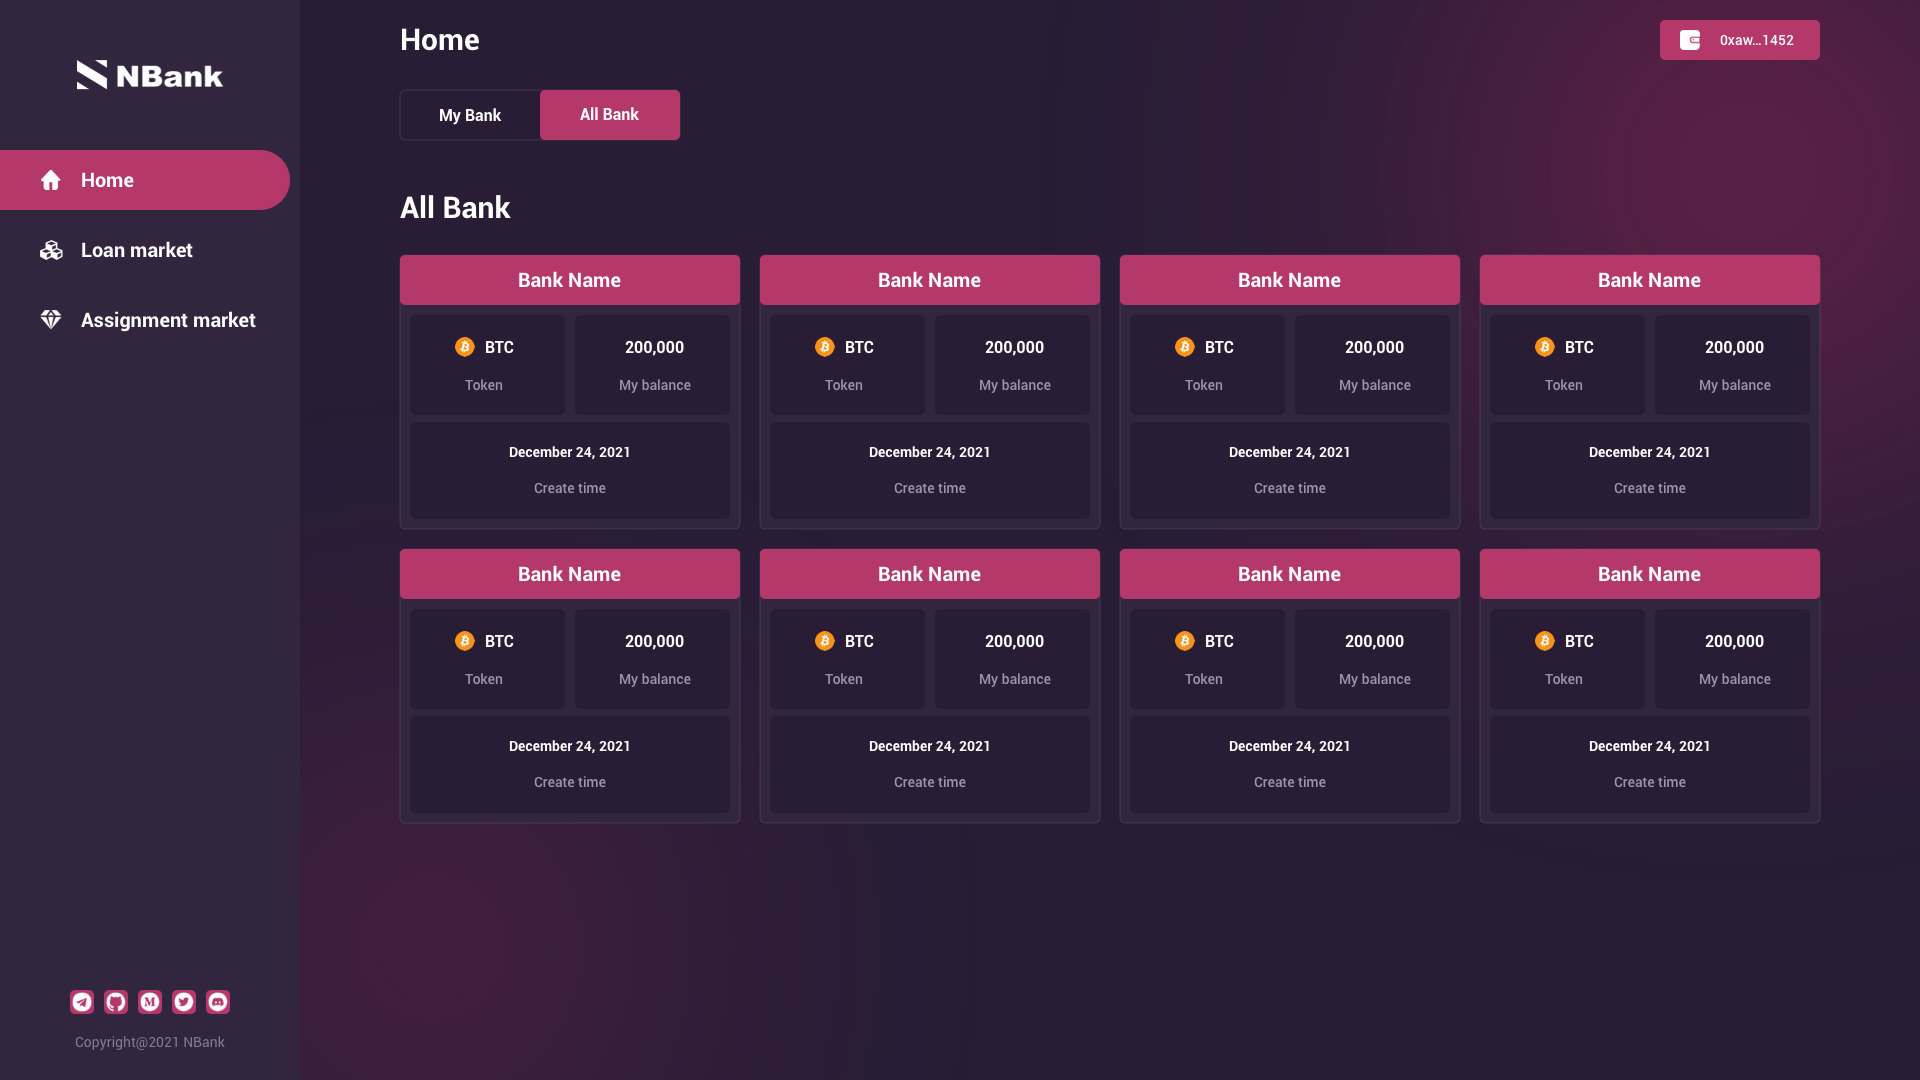 NBank
Home
Loan market
Assignment market
Copyright@2021 NBank
Home
0xaw...1452
My Bank
All Bank
All Bank
Bank Name
BTC
200,000
Token
My balance
December 24, 2021
Create time
Bank Name
BTC
200,000
Token
My balance
December 24, 2021
Create time
Bank Name
BTC
200,000
Token
My balance
December 24, 2021
Create time
Bank Name
BTC
200,000
Token
My balance
December 24, 2021
Create time
Bank Name
BTC
200,000
Token
My balance
December 24, 2021
Create time
Bank Name
BTC
200,000
Token
My balance
December 24, 2021
Create time
Bank Name
BTC
200,000
Token
My balance
December 24, 2021
Create time
Bank Name
BTC
200,000
Token
My balance
December 24, 2021
Create time